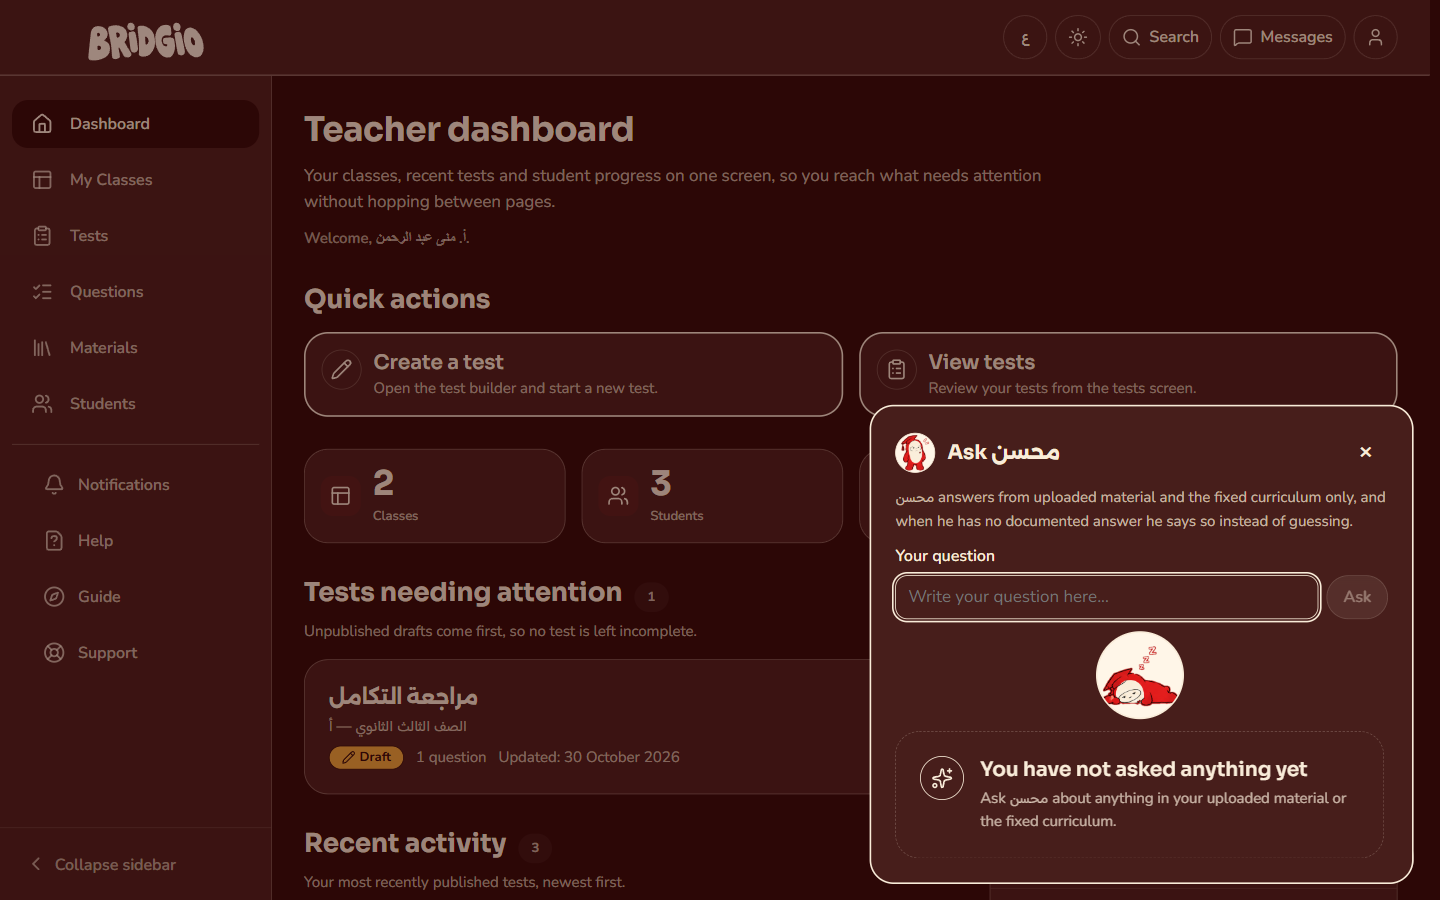 BRiDGiO
ع
Search
Messages
Dashboard
My Classes
Tests
Questions
Materials
Students
Notifications
Help
Guide
Support
Collapse sidebar
Teacher dashboard
Your classes, recent tests and student progress on one screen, so you reach what needs attention
without hopping between pages.
Welcome, أ. منى عبد الرحمن.
Quick actions
Create a test
Open the test builder and start a new test.
View tests
Review your tests from the tests screen.
2
Classes
3
Students
Tests needing attention 1
Unpublished drafts come first, so no test is left incomplete.
مراجعة التكامل
الصف الثالث الثانوي — أ
Draft 1 question Updated: 30 October 2026
Recent activity 3
Your most recently published tests, newest first.
Ask محسن
محسن answers from uploaded material and the fixed curriculum only, and
when he has no documented answer he says so instead of guessing.
Your question
Write your question here...
Ask
z z z
You have not asked anything yet
Ask محسن about anything in your uploaded material or
the fixed curriculum.